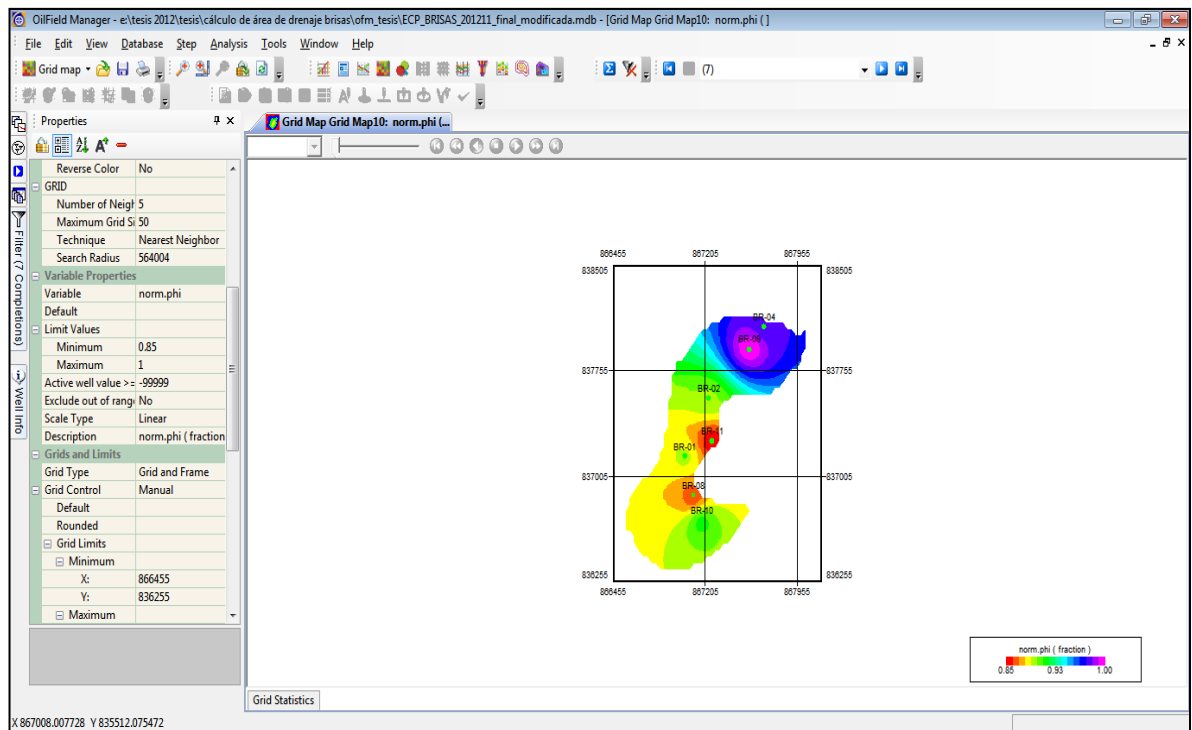 OilField Manager - e:\tesis 2012\tesis\cálculo de área de drenaje brisas\ofm_tesis\ECP_BRISAS_201211_final_modificada.mdb - [Grid Map Grid Map10: norm.phi ( ]
File Edit View Database Step Analysis Tools Window Help
Grid map (7)
Properties
Grid Map Grid Map10: norm.phi (...
Reverse Color No
GRID
Number of Neigh 5
Maximum Grid Si 50
Technique Nearest Neighbor
Search Radius 564004
Variable Properties
Variable norm.phi
Default
Limit Values
Minimum 0.85
Maximum 1
Active well value >= -99999
Exclude out of rang No
Scale Type Linear
Description norm.phi ( fraction
Grids and Limits
Grid Type Grid and Frame
Grid Control Manual
Default
Rounded
Grid Limits
Minimum
X: 866455
Y: 836255
Maximum
Filter (7 Completions)
Well Info
866455 867205 867955
838505 838505
BR-04
BR-09
837755 837755
BR-02
BR-11
BR-01
837005 837005
BR-08
BR-10
836255 836255
866455 867205 867955
norm.phi ( fraction )
0.85 0.93 1.00
Grid Statistics
X 867008.007728 Y 835512.075472